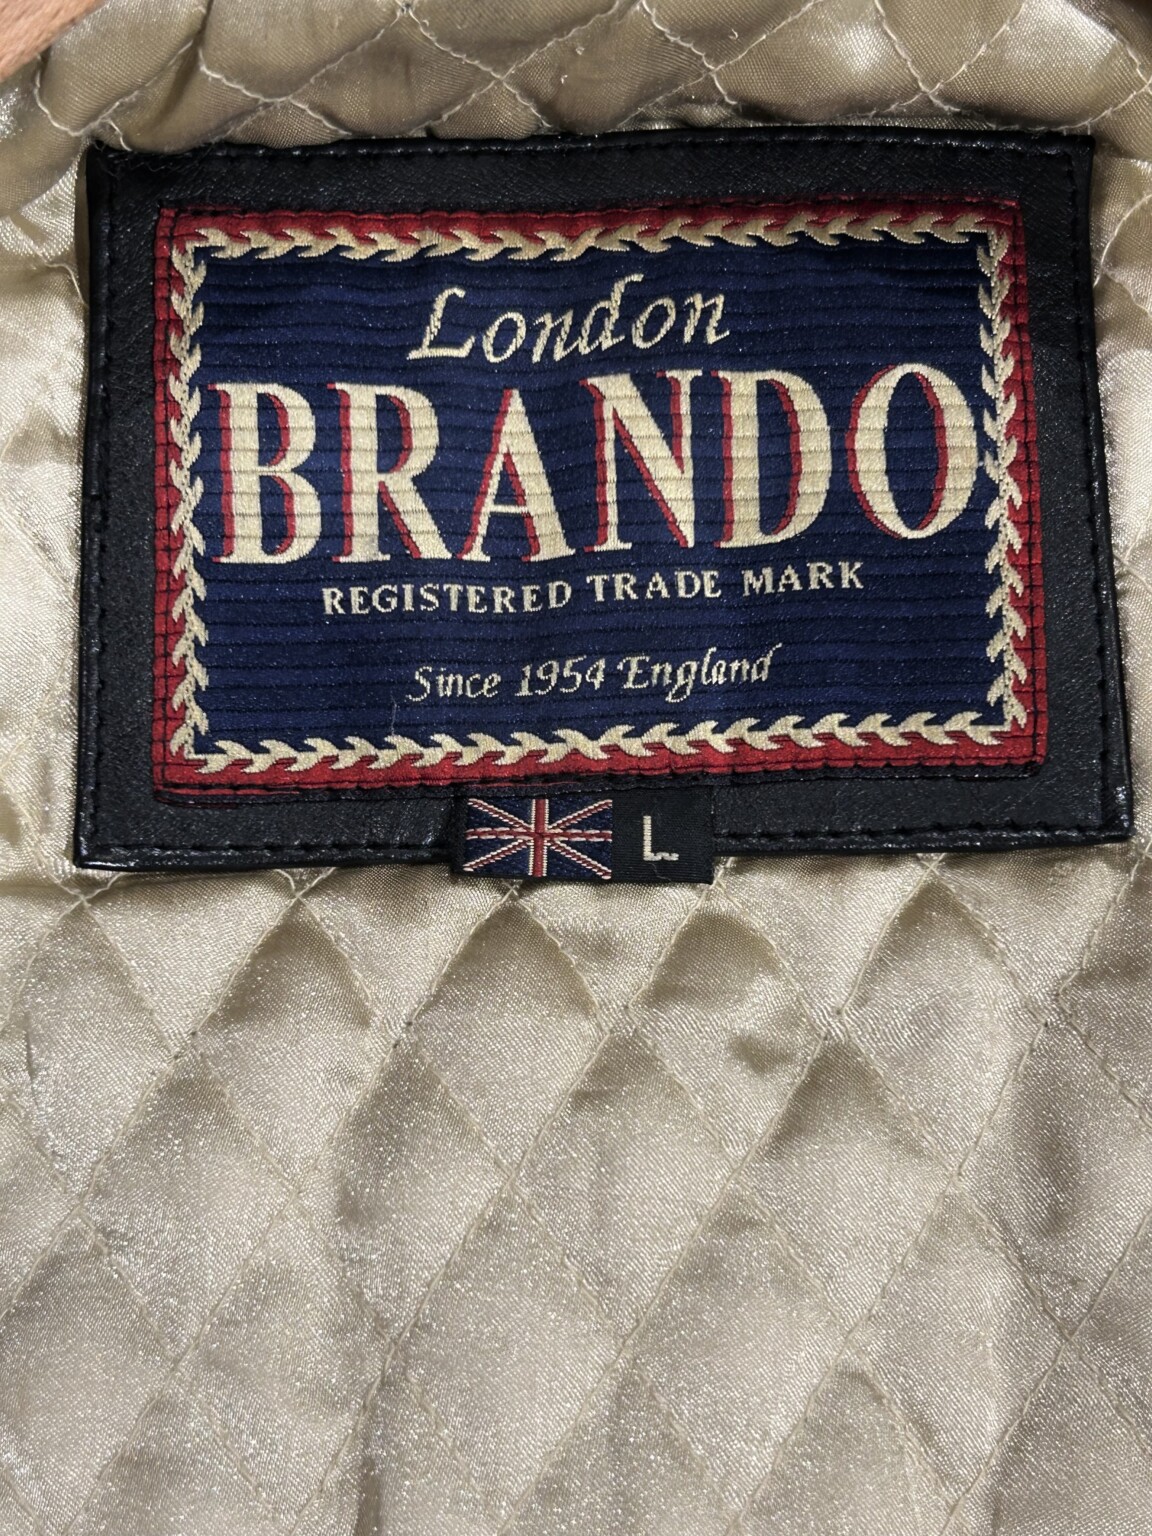 London
BRANDO
REGISTERED TRADE MARK
Since 1954 England
L